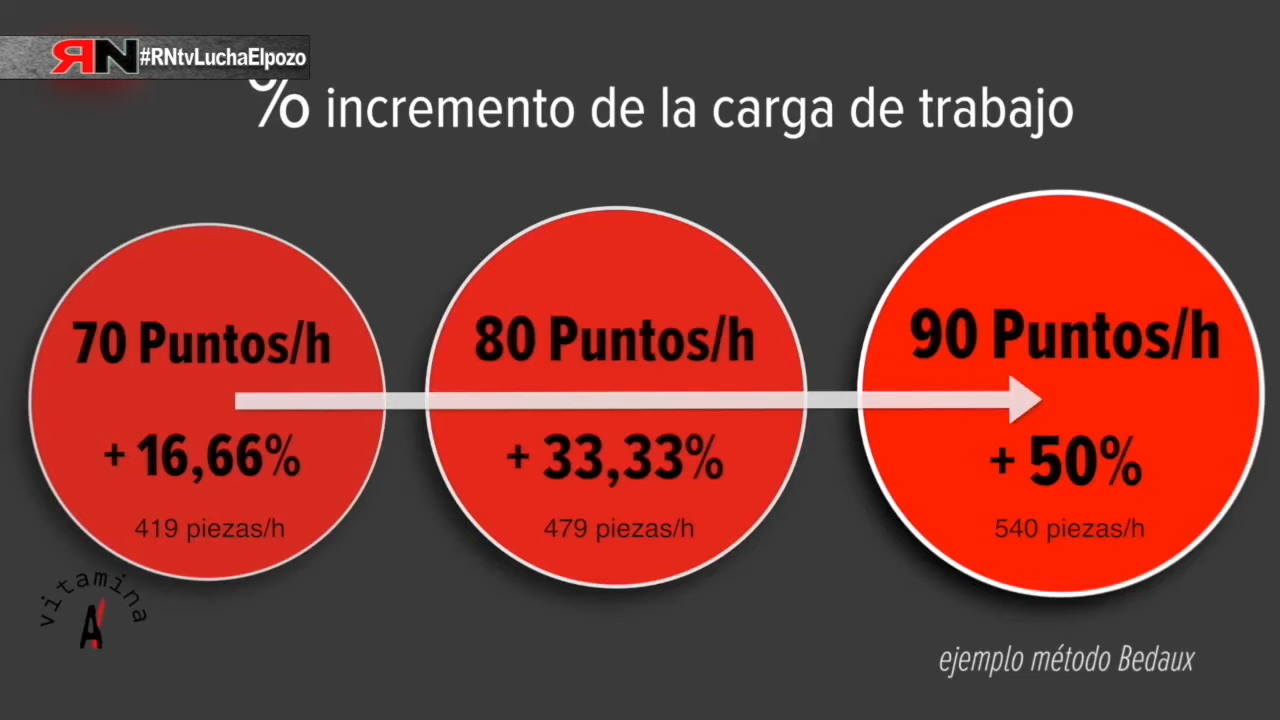 ЯN #RNtvLuchaElpozo
% incremento de la carga de trabajo
70 Puntos/h
+ 16,66%
419 piezas/h
80 Puntos/h
+ 33,33%
479 piezas/h
90 Puntos/h
+ 50%
540 piezas/h
vitamina
A
ejemplo método Bedaux